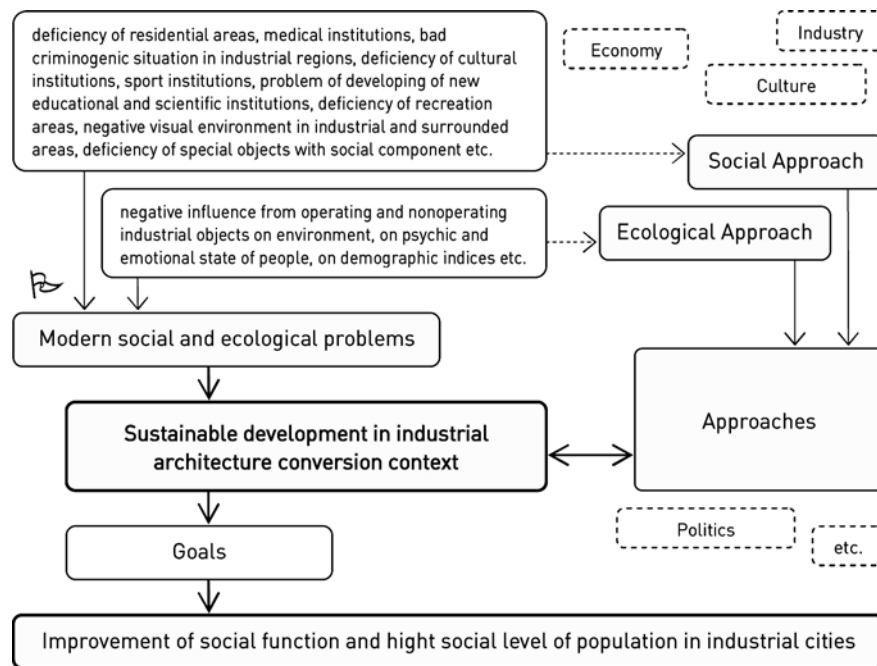 deficiency of residential areas, medical institutions, bad
criminogenic situation in industrial regions, deficiency of cultural
institutions, sport institutions, problem of developing of new
educational and scientific institutions, deficiency of recreation
areas, negative visual environment in industrial and surrounded
areas, deficiency of special objects with social component etc.
Economy
Industry
Culture
Social Approach
negative influence from operating and nonoperating
industrial objects on environment, on psychic and
emotional state of people, on demographic indices etc.
Ecological Approach
Modern social and ecological problems
Sustainable development in industrial
architecture conversion context
Approaches
Politics
etc.
Goals
Improvement of social function and hight social level of population in industrial cities